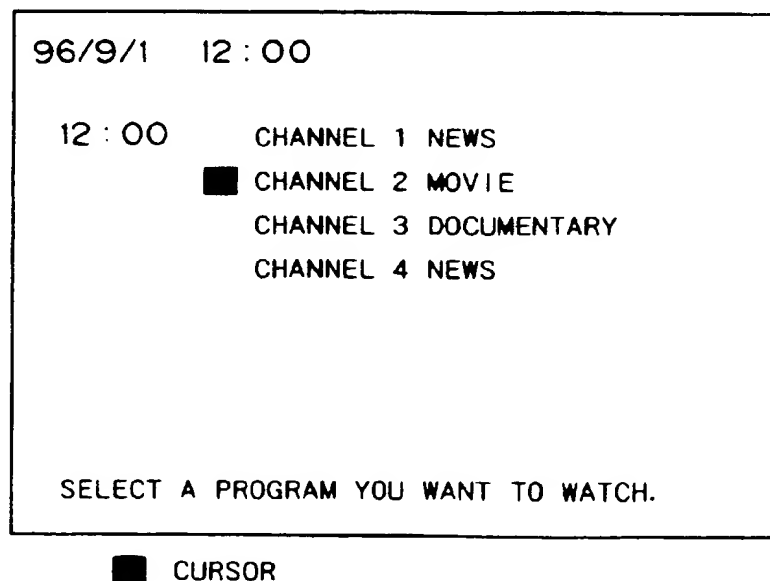 96/9/1 12:00
12:00 CHANNEL 1 NEWS
CHANNEL 2 MOVIE
CHANNEL 3 DOCUMENTARY
CHANNEL 4 NEWS
SELECT A PROGRAM YOU WANT TO WATCH.
CURSOR